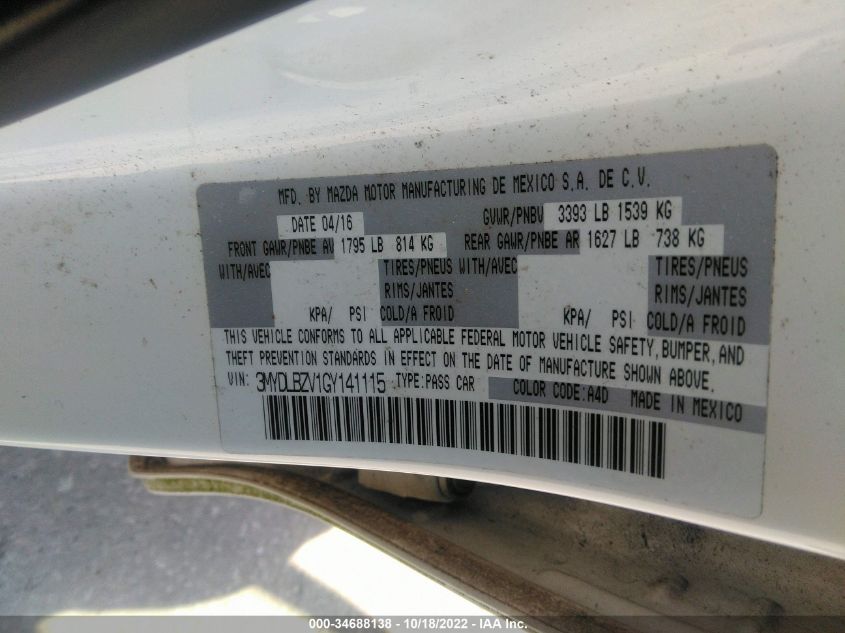 MFD. BY MAZDA MOTOR MANUFACTURING DE MEXICO S.A. DE C.V.
DATE 04/16 GVWR/PNBV 3393 LB 1539 KG
FRONT GAWR/PNBE AV 1795 LB 814 KG REAR GAWR/PNBE AR 1627 LB 738 KG
WITH/AVEC TIRES/PNEUS WITH/AVEC TIRES/PNEUS
RIMS/JANTES RIMS/JANTES
KPA/ PSI COLD/A FROID KPA/ PSI COLD/A FROID
THIS VEHICLE CONFORMS TO ALL APPLICABLE FEDERAL MOTOR VEHICLE SAFETY, BUMPER, AND
THEFT PREVENTION STANDARDS IN EFFECT ON THE DATE OF MANUFACTURE SHOWN ABOVE.
VIN: 3MYDLBZV1GY141115 TYPE:PASS CAR COLOR CODE:A4D MADE IN MEXICO
000-34688138 - 10/18/2022 - IAA Inc.